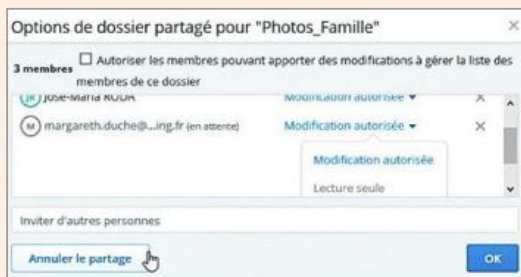 Options de dossier partagé pour "Photos_Famille"
3 membres Autoriser les membres pouvant apporter des modifications à gérer la liste des
membres de ce dossier
José-Maria Modification autorisée
M margareth.duche@...ing.fr (en attente) Modification autorisée
Modification autorisée
Lecture seule
Inviter d'autres personnes
Annuler le partage OK